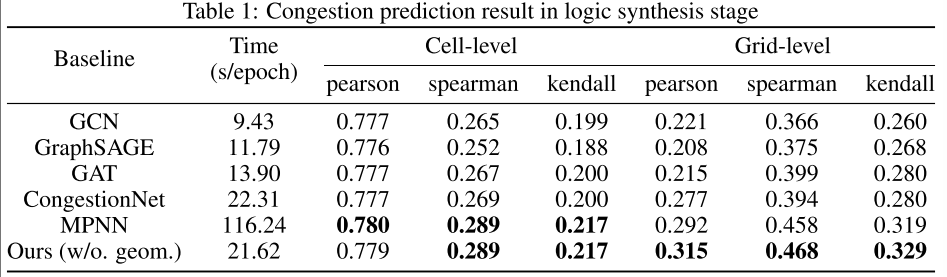 Table 1: Congestion prediction result in logic synthesis stage
Baseline Time (s/epoch) Cell-level Grid-level
pearson spearman kendall pearson spearman kendall
GCN 9.43 0.777 0.265 0.199 0.221 0.366 0.260
GraphSAGE 11.79 0.776 0.252 0.188 0.208 0.375 0.268
GAT 13.90 0.777 0.267 0.200 0.215 0.399 0.280
CongestionNet 22.31 0.777 0.269 0.200 0.277 0.394 0.280
MPNN 116.24 0.780 0.289 0.217 0.292 0.458 0.319
Ours (w/o. geom.) 21.62 0.779 0.289 0.217 0.315 0.468 0.329